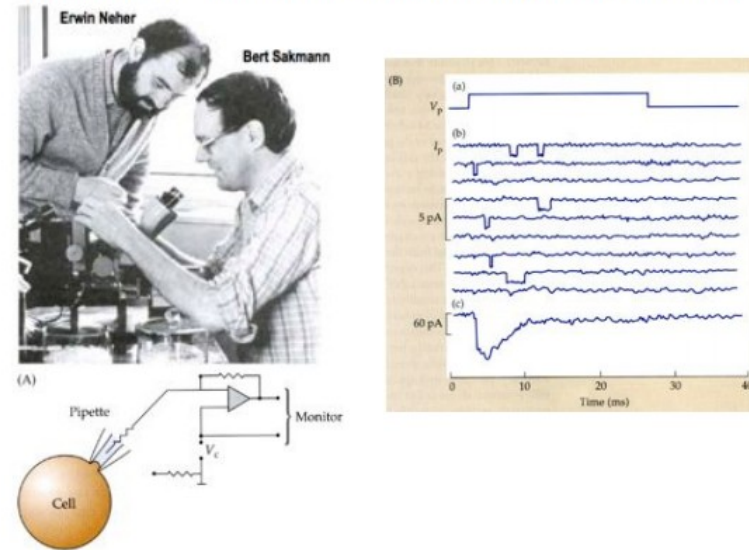 Erwin Neher
Bert Sakmann
(A)
Pipette
Cell
Vc
Monitor
(B)
(a)
Vp
(b)
Ip
5 pA
(c)
60 pA
0 10 20 30 40
Time (ms)